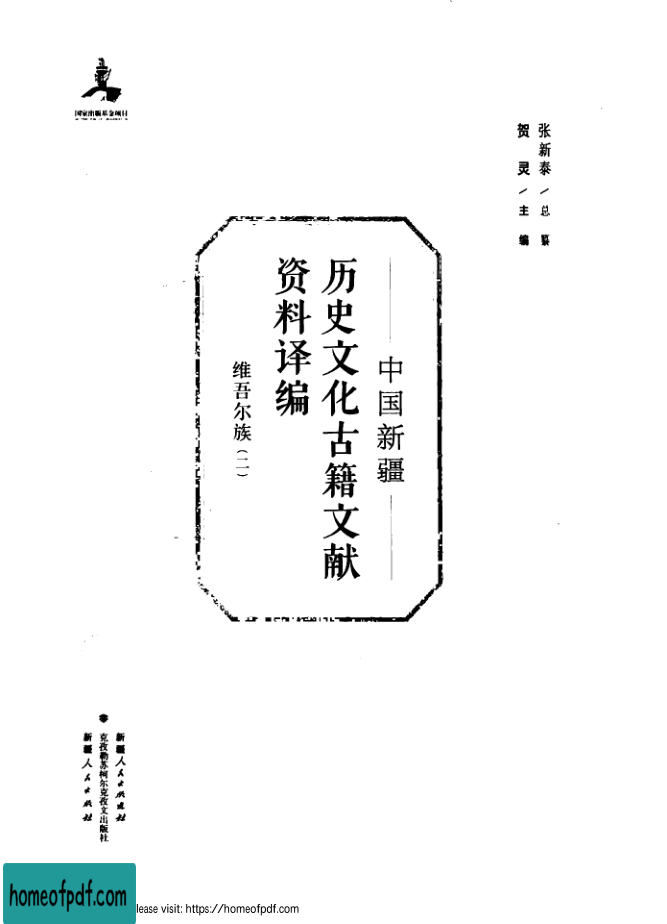 国家出版基金项目
张新泰／总纂
贺灵／主编
中国新疆
历史文化古籍文献
资料译编
维吾尔族（二）
新疆人民出版社
克孜勒苏柯尔克孜文出版社
新疆人民出版社
homeofpdf.com
lease visit: https://homeofpdf.com